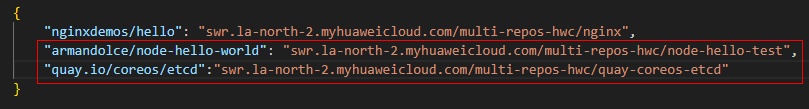 {
"nginxdemos/hello": "swr.la-north-2.myhuaweicloud.com/multi-repos-hwc/nginx",
"armandolce/node-hello-world": "swr.la-north-2.myhuaweicloud.com/multi-repos-hwc/node-hello-test",
"quay.io/coreos/etcd":"swr.la-north-2.myhuaweicloud.com/multi-repos-hwc/quay-coreos-etcd"
}